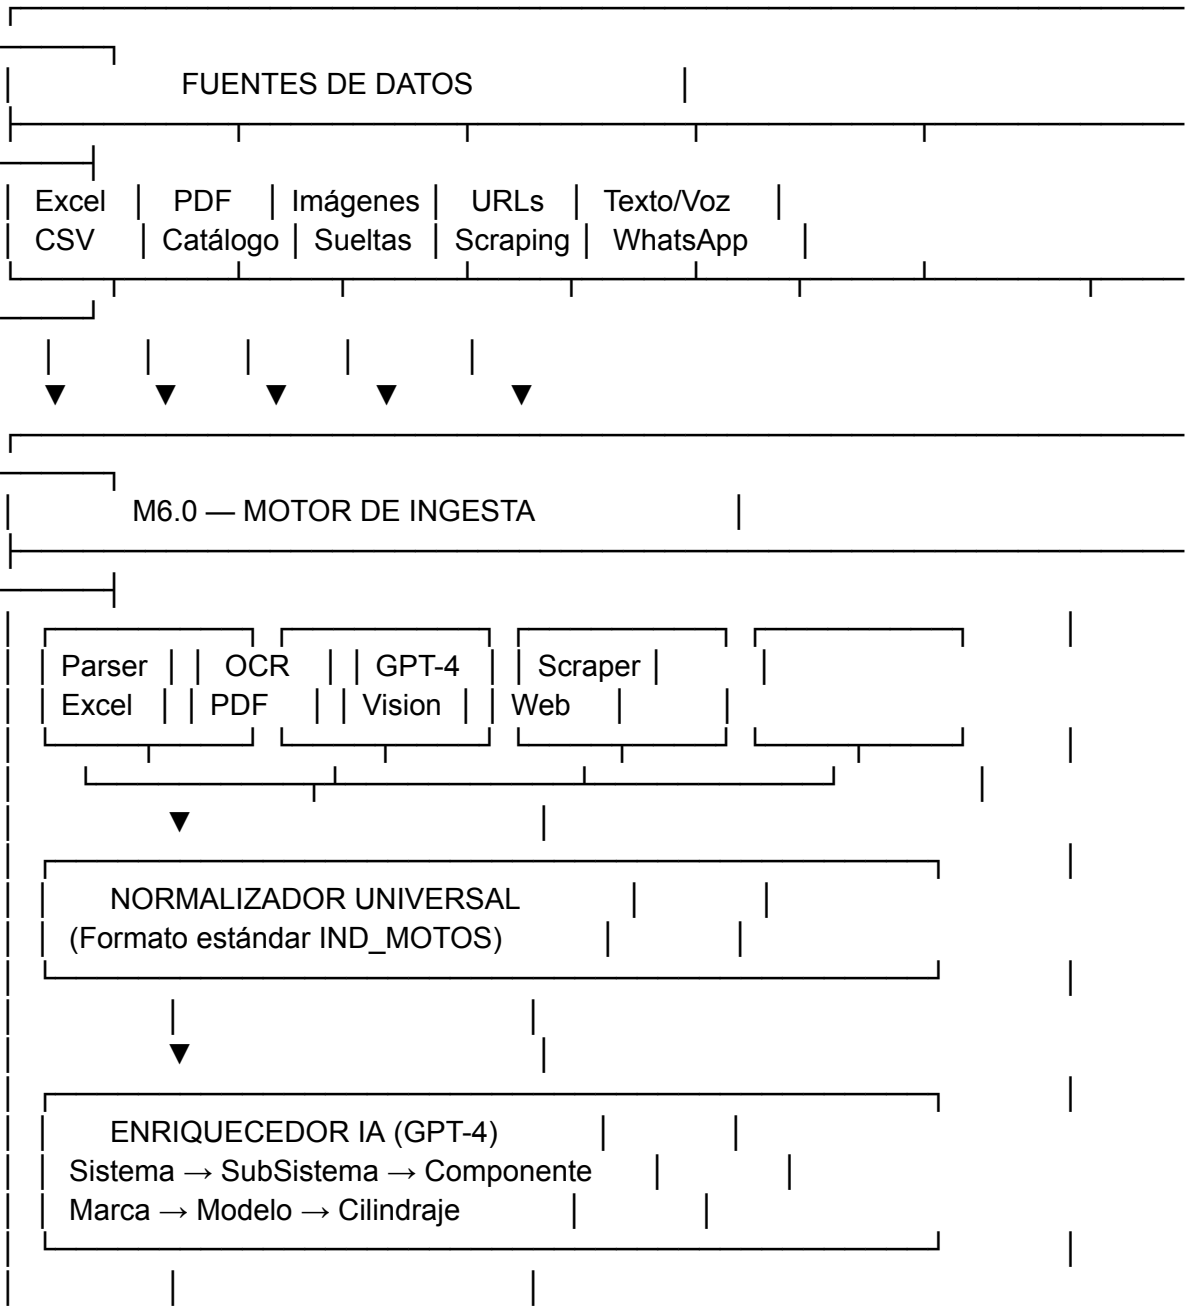 FUENTES DE DATOS
Excel PDF Imágenes URLs Texto/Voz
CSV Catálogo Sueltas Scraping WhatsApp
M6.0 — MOTOR DE INGESTA
Parser OCR GPT-4 Scraper
Excel PDF Vision Web
NORMALIZADOR UNIVERSAL
(Formato estándar IND_MOTOS)
ENRIQUECEDOR IA (GPT-4)
Sistema → SubSistema → Componente
Marca → Modelo → Cilindraje